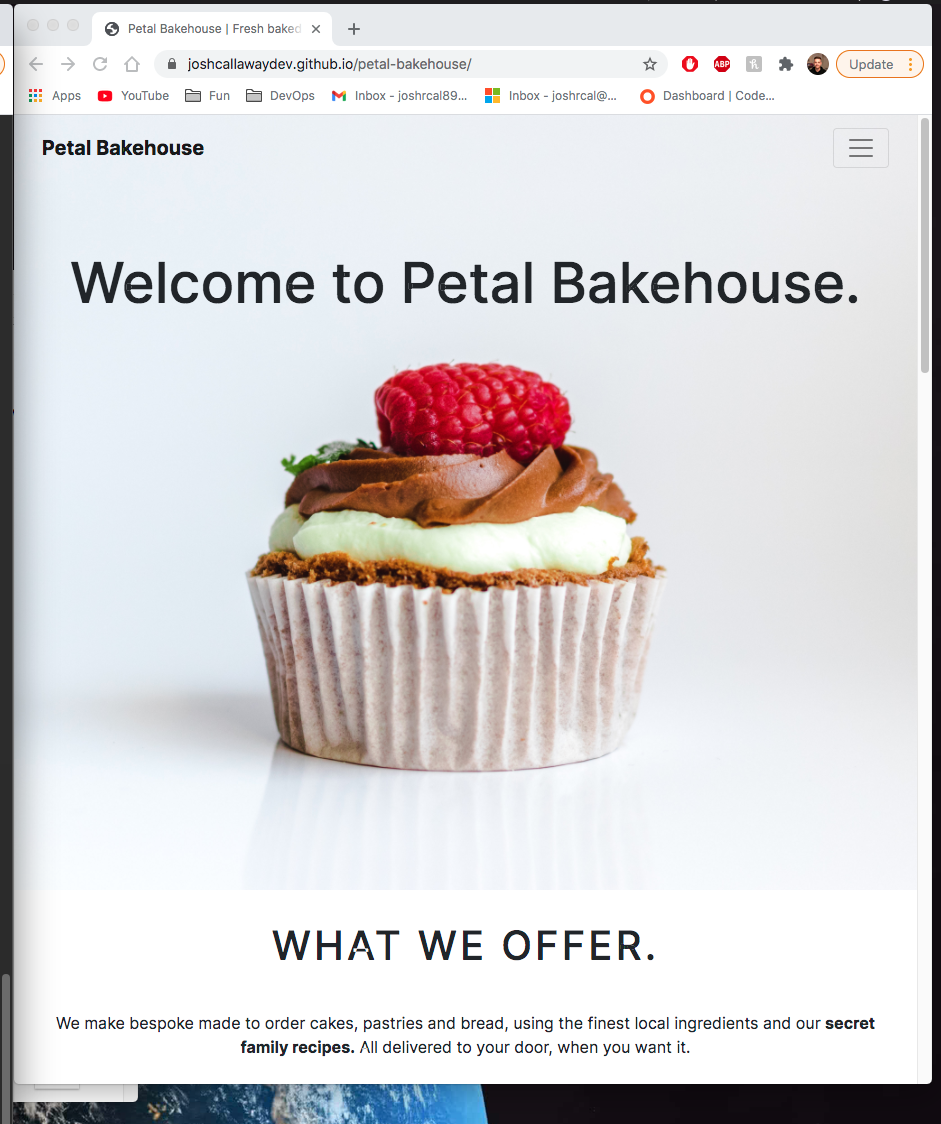 Petal Bakehouse | Fresh baked
joshcallawaydev.github.io/petal-bakehouse/
ABP
Update
Apps
YouTube
Fun
DevOps
Inbox - joshrcal89...
Inbox - joshrcal@...
Dashboard | Code...
Petal Bakehouse
Welcome to Petal Bakehouse.
WHAT WE OFFER.
We make bespoke made to order cakes, pastries and bread, using the finest local ingredients and our secret
family recipes. All delivered to your door, when you want it.